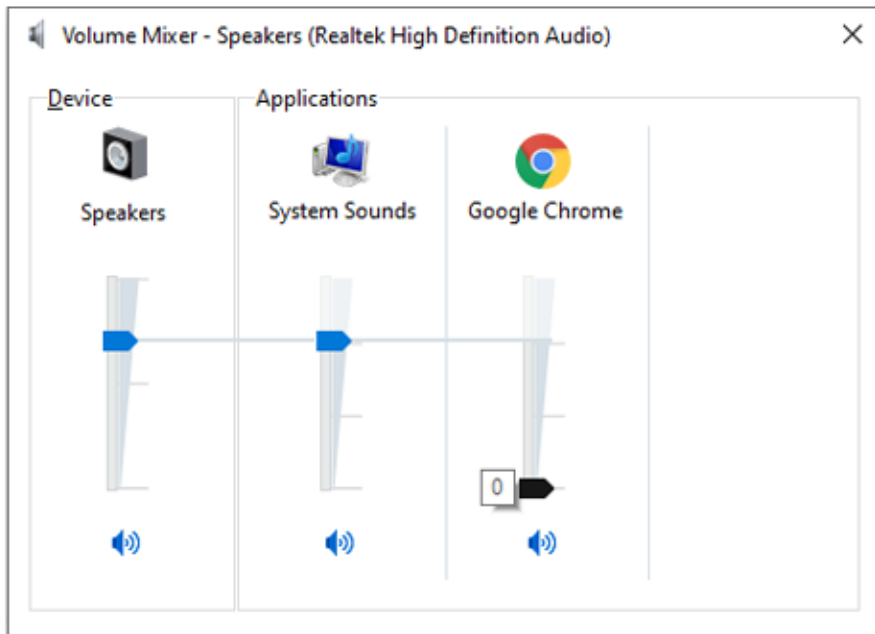 Volume Mixer - Speakers (Realtek High Definition Audio)
Device
Applications
Speakers
System Sounds
Google Chrome
0